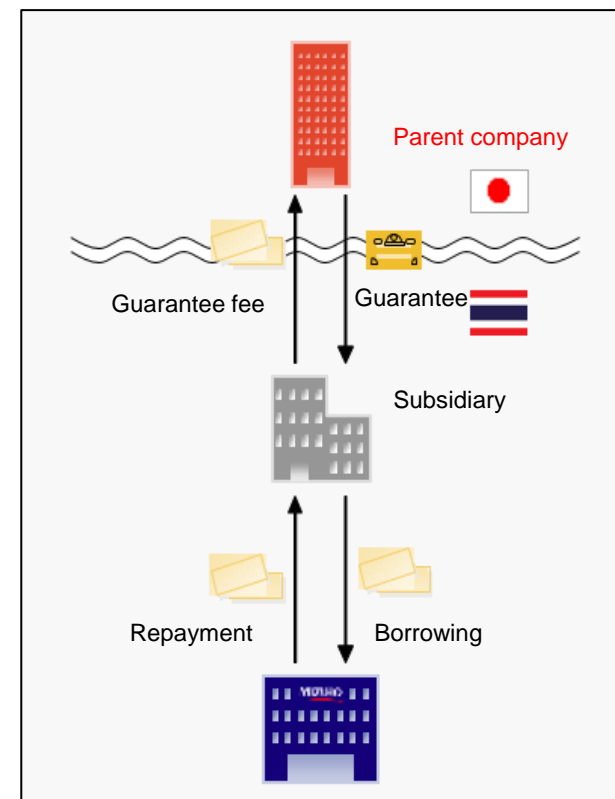 Parent company
Guarantee fee
Guarantee
Subsidiary
Repayment
Borrowing